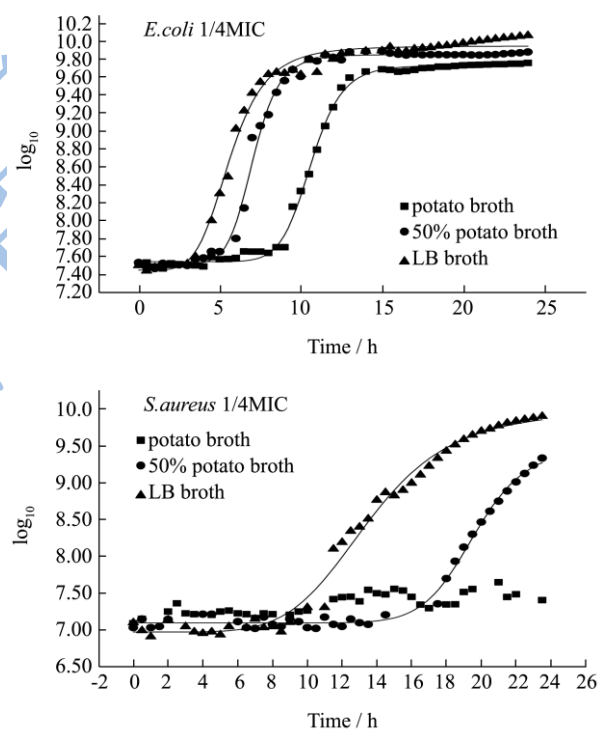 E.coli 1/4MIC
10.2
10.0
9.80
9.60
9.40
9.20
9.00
8.80
8.60
8.40
8.20
8.00
7.80
7.60
7.40
7.20
log10
potato broth
50% potato broth
LB broth
0 5 10 15 20 25
Time / h
S.aureus 1/4MIC
potato broth
50% potato broth
LB broth
10.0
9.50
9.00
8.50
8.00
7.50
7.00
6.50
log10
-2 0 2 4 6 8 10 12 14 16 18 20 22 24 26
Time / h